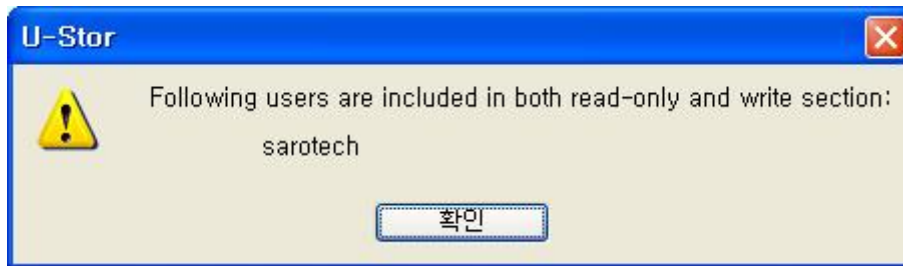 U-Stor
Following users are included in both read-only and write section:
sarotech
확인